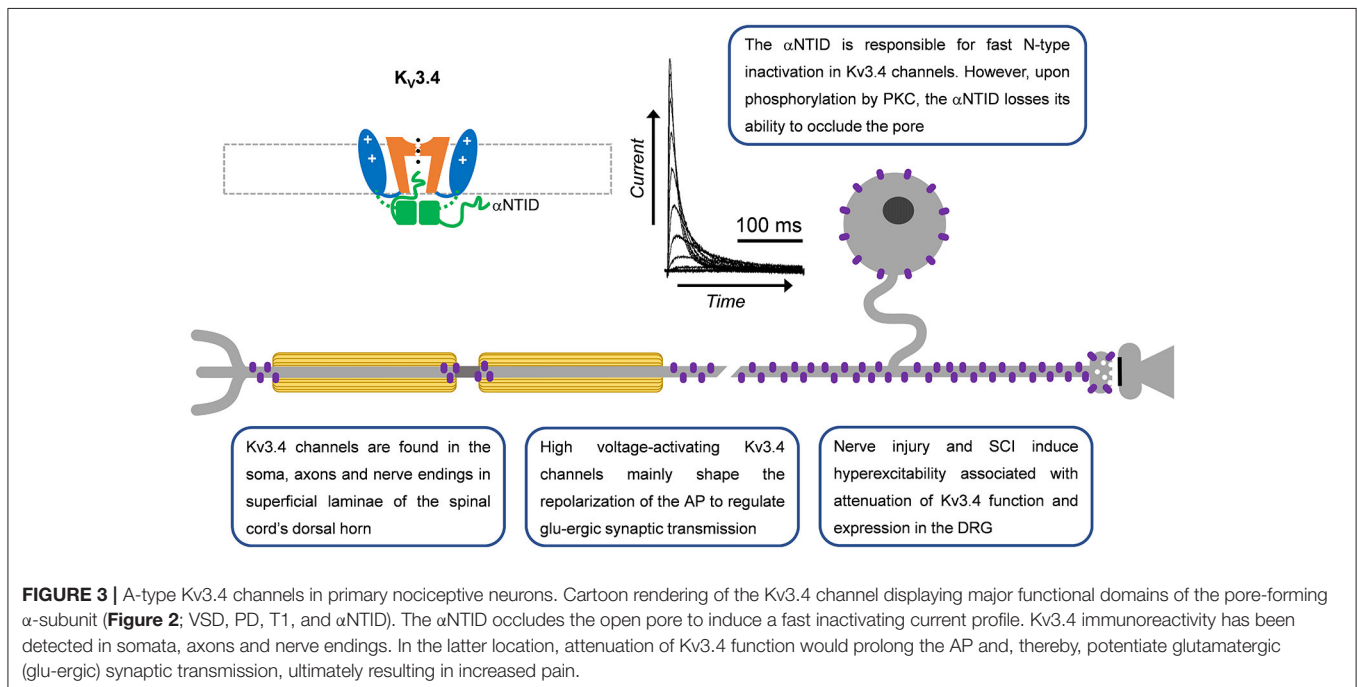 K_V3.4
αNTID
Current
100 ms
Time
The αNTID is responsible for fast N-type
inactivation in Kv3.4 channels. However, upon
phosphorylation by PKC, the αNTID losses its
ability to occlude the pore
Kv3.4 channels are found in the
soma, axons and nerve endings in
superficial laminae of the spinal
cord's dorsal horn
High voltage-activating Kv3.4
channels mainly shape the
repolarization of the AP to regulate
glu-ergic synaptic transmission
Nerve injury and SCI induce
hyperexcitability associated with
attenuation of Kv3.4 function and
expression in the DRG
FIGURE 3 | A-type Kv3.4 channels in primary nociceptive neurons. Cartoon rendering of the Kv3.4 channel displaying major functional domains of the pore-forming
α-subunit (Figure 2; VSD, PD, T1, and αNTID). The αNTID occludes the open pore to induce a fast inactivating current profile. Kv3.4 immunoreactivity has been
detected in somata, axons and nerve endings. In the latter location, attenuation of Kv3.4 function would prolong the AP and, thereby, potentiate glutamatergic
(glu-ergic) synaptic transmission, ultimately resulting in increased pain.